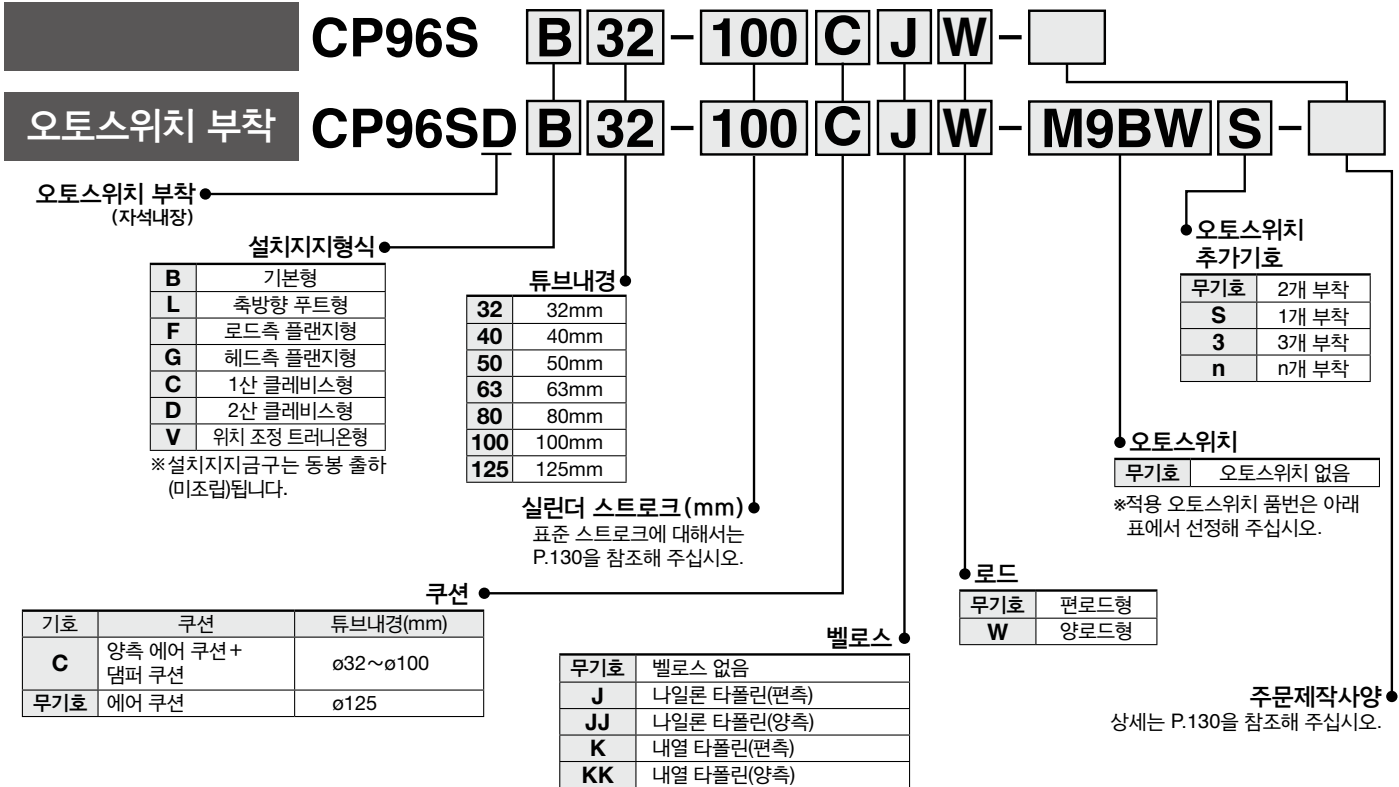 CP96S B 32 - 100 C J W -
오토스위치 부착 CP96SD B 32 - 100 C J W - M9BW S -
오토스위치 부착
(자석내장)
설치지지형식
B 기본형
L 축방향 푸트형
F 로드측 플랜지형
G 헤드측 플랜지형
C 1산 클레비스형
D 2산 클레비스형
V 위치 조정 트러니온형
※설치지지금구는 동봉 출하
(미조립)됩니다.
튜브내경
32 32mm
40 40mm
50 50mm
63 63mm
80 80mm
100 100mm
125 125mm
실린더 스트로크(mm)
표준 스트로크에 대해서는
P.130을 참조해 주십시오.
쿠션
기호 쿠션 튜브내경(mm)
C 양측 에어 쿠션+
댐퍼 쿠션 ø32~ø100
무기호 에어 쿠션 ø125
벨로스
무기호 벨로스 없음
J 나일론 타폴린(편측)
JJ 나일론 타폴린(양측)
K 내열 타폴린(편측)
KK 내열 타폴린(양측)
로드
무기호 편로드형
W 양로드형
오토스위치
추가기호
무기호 2개 부착
S 1개 부착
3 3개 부착
n n개 부착
오토스위치
무기호 오토스위치 없음
※적용 오토스위치 품번은 아래
표에서 선정해 주십시오.
주문제작사양
상세는 P.130을 참조해 주십시오.